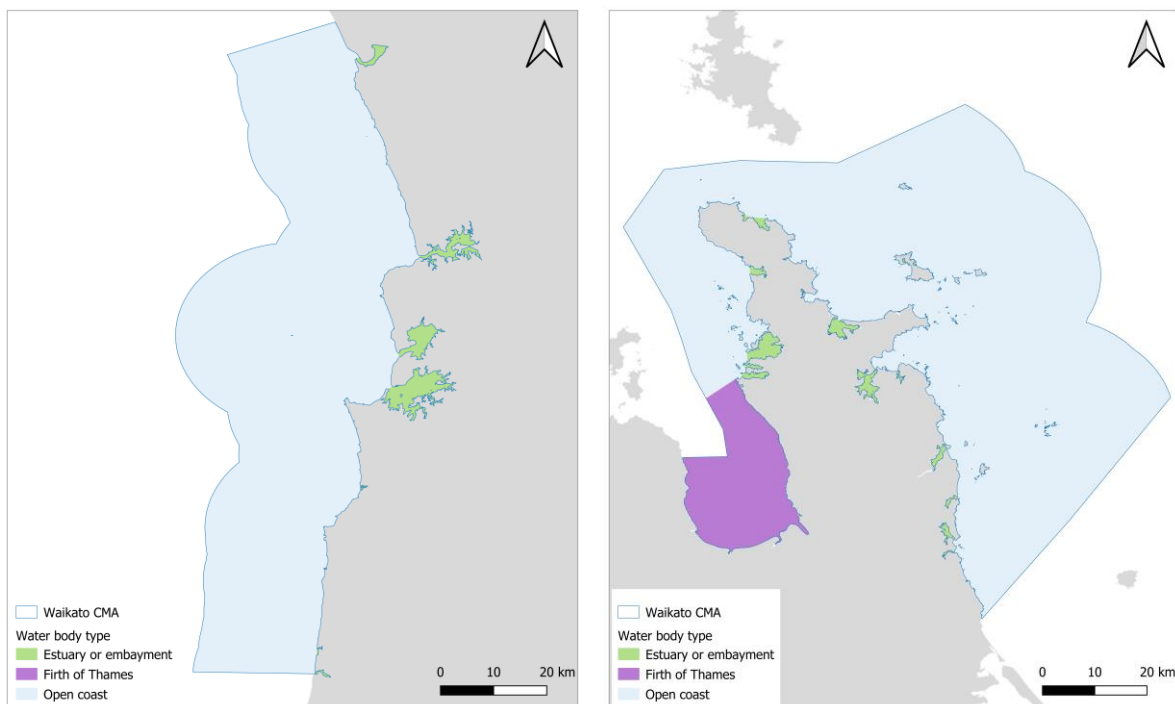 Waikato CMA
Water body type
Estuary or embayment
Firth of Thames
Open coast
0 10 20 km
Waikato CMA
Water body type
Estuary or embayment
Firth of Thames
Open coast
0 10 20 km